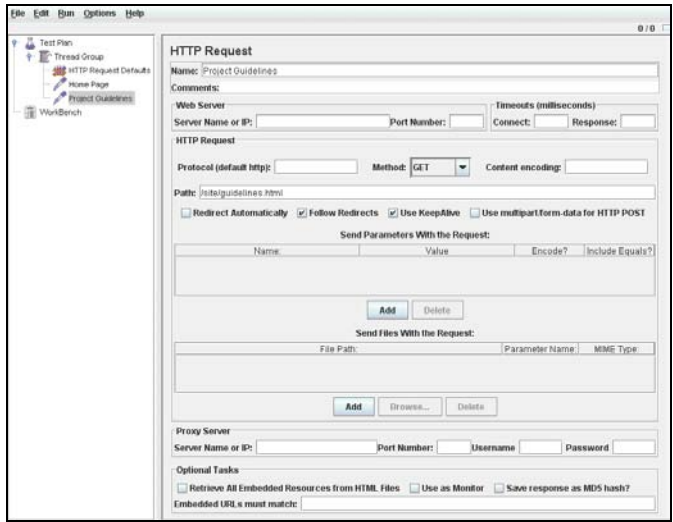 File Edit Run Options Help
0 / 0
Test Plan
Thread Group
HTTP Request Defaults
Home Page
Project Guidelines
WorkBench
HTTP Request
Name: Project Guidelines
Comments:
Web Server
Server Name or IP: Port Number:
Timeouts (milliseconds)
Connect: Response:
HTTP Request
Protocol (default http): Method: GET Content encoding:
Path: /site/guidelines.html
Redirect Automatically Follow Redirects Use KeepAlive Use multipart/form-data for HTTP POST
Send Parameters With the Request:
Name: Value Encode? Include Equals?
Add Delete
Send Files With the Request:
File Path: Parameter Name: MIME Type:
Add Browse... Delete
Proxy Server
Server Name or IP: Port Number: Username Password
Optional Tasks
Retrieve All Embedded Resources from HTML Files Use as Monitor Save response as MD5 hash?
Embedded URLs must match: